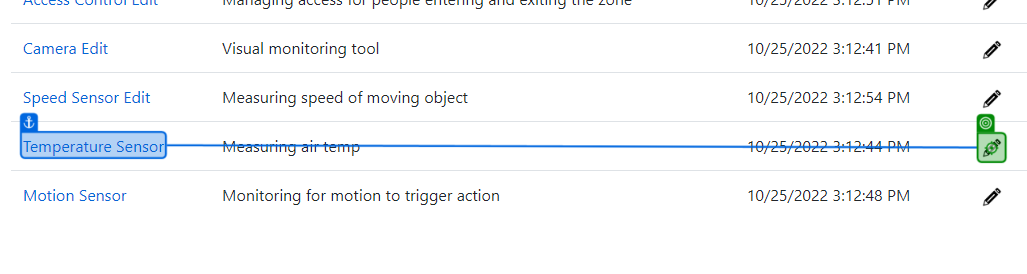 Access Control Edit Managing access for people entering and exiting the zone 10/25/2022 3:12:51 PM
Camera Edit Visual monitoring tool 10/25/2022 3:12:41 PM
Speed Sensor Edit Measuring speed of moving object 10/25/2022 3:12:54 PM
Temperature Sensor Measuring air temp 10/25/2022 3:12:44 PM
Motion Sensor Monitoring for motion to trigger action 10/25/2022 3:12:48 PM